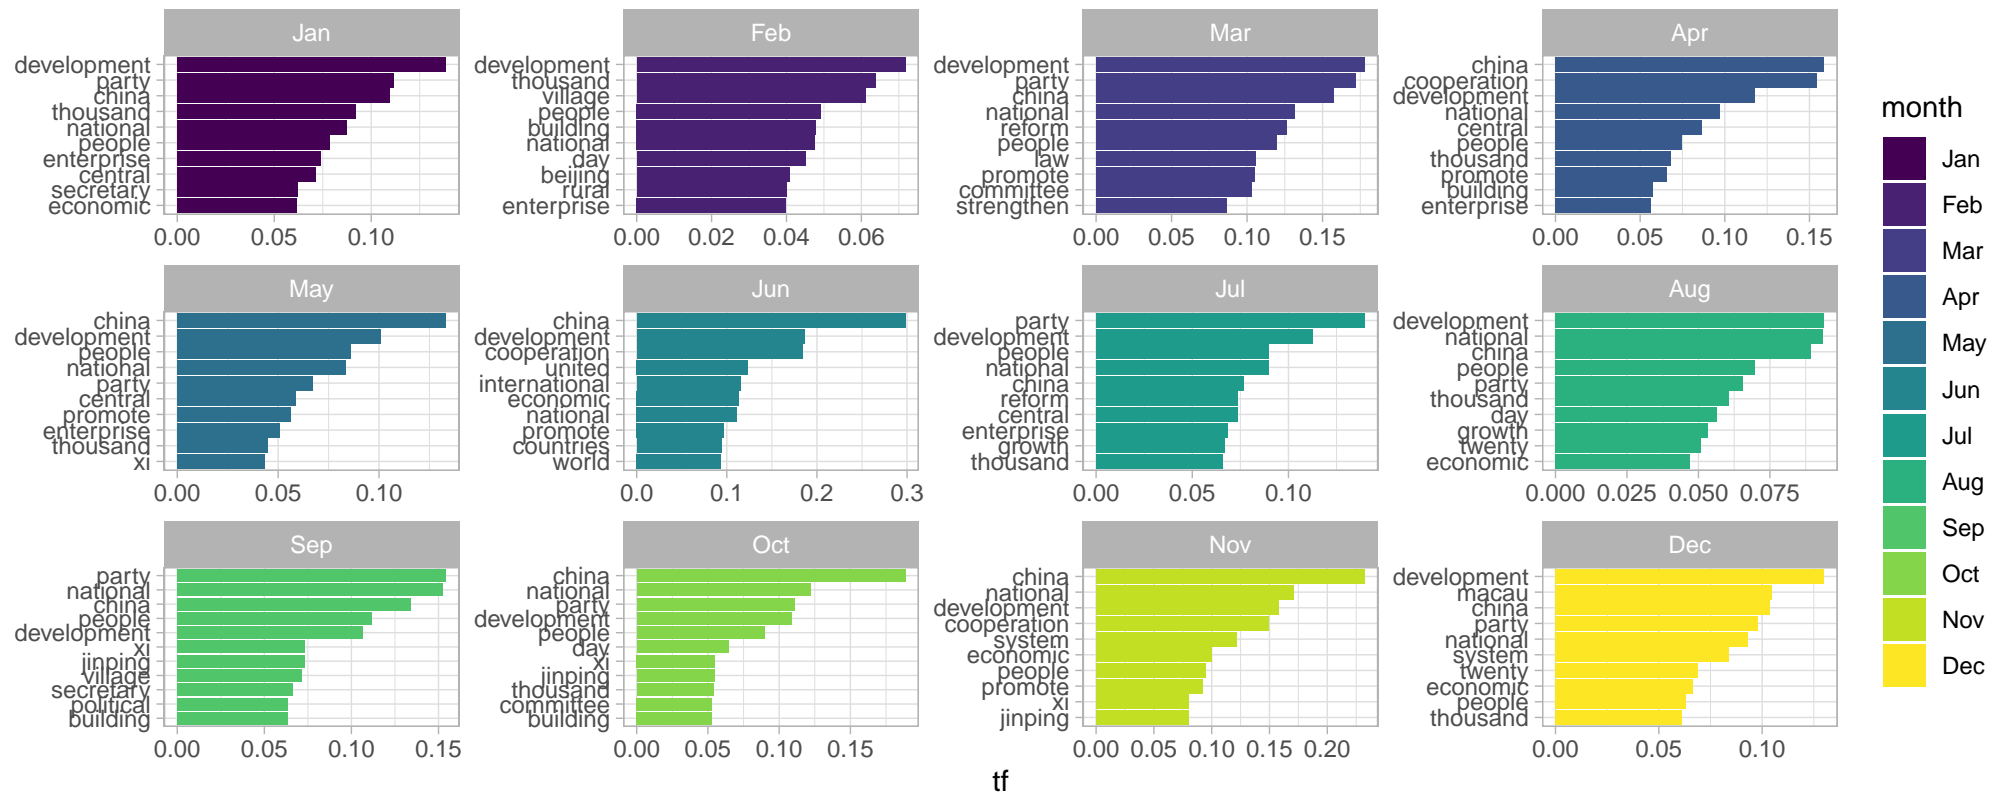 Jan
development
party
china
thousand
national
people
enterprise
central
secretary
economic
0.00 0.05 0.10
Feb
development
thousand
village
people
building
national
day
beijing
rural
enterprise
0.00 0.02 0.04 0.06
Mar
development
party
china
national
reform
people
law
promote
committee
strengthen
0.00 0.05 0.10 0.15
Apr
china
cooperation
development
national
central
people
thousand
promote
building
enterprise
0.00 0.05 0.10 0.15
May
china
development
people
national
party
central
promote
enterprise
thousand
xi
0.00 0.05 0.10
Jun
china
development
cooperation
united
international
economic
national
promote
countries
world
0.0 0.1 0.2 0.3
Jul
party
development
people
national
china
reform
central
enterprise
growth
thousand
0.00 0.05 0.10
Aug
development
national
china
people
party
thousand
day
growth
twenty
economic
0.000 0.025 0.050 0.075
Sep
party
national
china
people
development
xi
jinping
village
secretary
political
building
0.00 0.05 0.10 0.15
Oct
china
national
party
development
people
day
xi
jinping
thousand
committee
building
0.00 0.05 0.10 0.15
Nov
china
national
development
cooperation
system
economic
people
promote
xi
jinping
0.00 0.05 0.10 0.15 0.20
Dec
development
macau
china
party
national
system
twenty
economic
people
thousand
0.00 0.05 0.10
tf
month
Jan
Feb
Mar
Apr
May
Jun
Jul
Aug
Sep
Oct
Nov
Dec